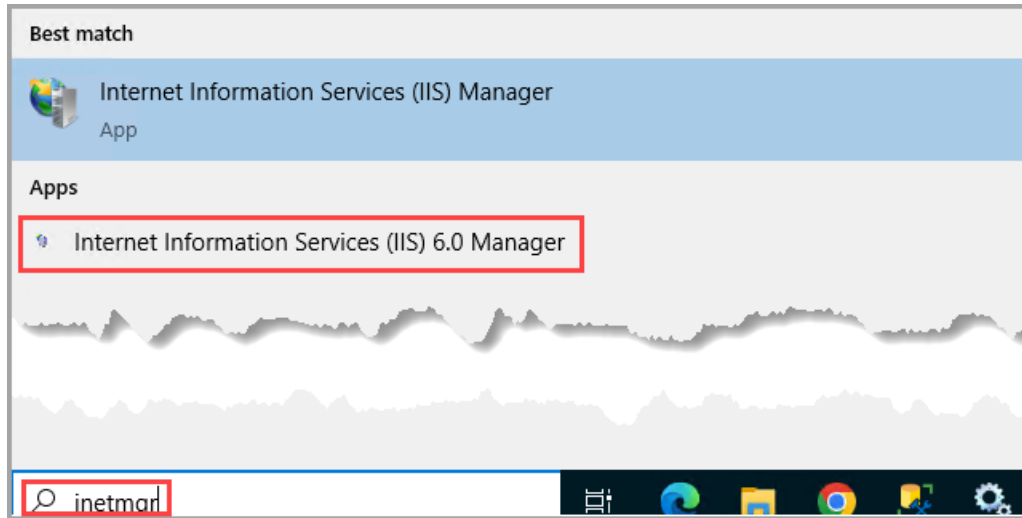 Best match
Internet Information Services (IIS) Manager
App
Apps
Internet Information Services (IIS) 6.0 Manager
inetmgr